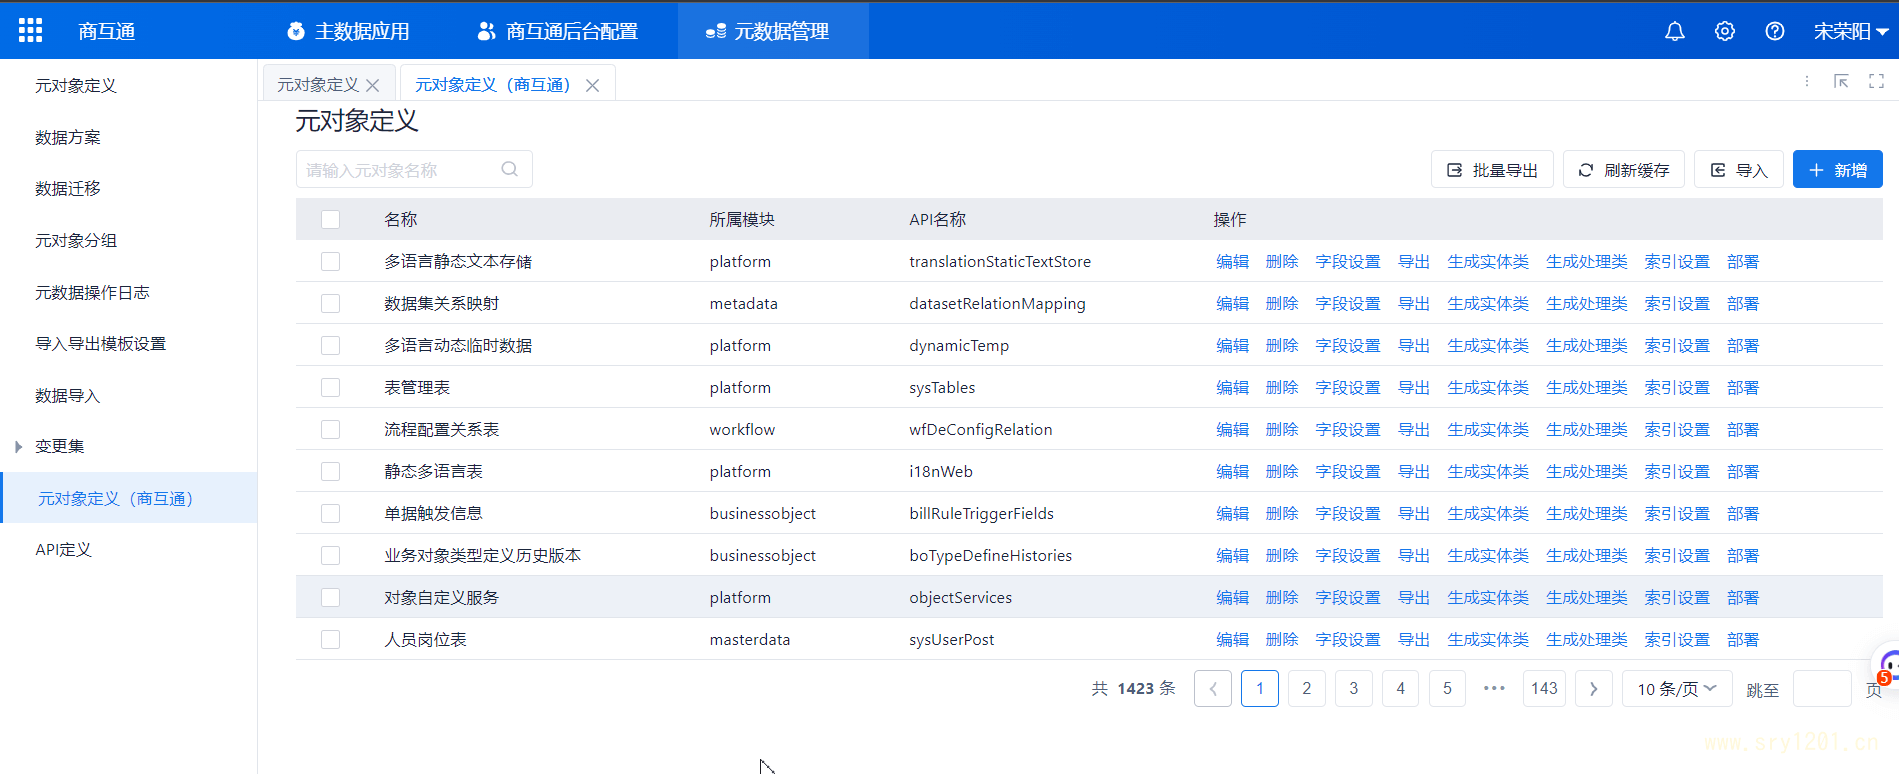 商互通 主数据应用 商互通后台配置 元数据管理 宋荣阳
元对象定义
数据方案
数据迁移
元对象分组
元数据操作日志
导入导出模板设置
数据导入
变更集
元对象定义（商互通）
API定义
元对象定义 元对象定义（商互通）
元对象定义
请输入元对象名称 批量导出 刷新缓存 导入 新增
名称 所属模块 API名称 操作
多语言静态文本存储 platform translationStaticTextStore 编辑 删除 字段设置 导出 生成实体类 生成处理类 索引设置 部署
数据集关系映射 metadata datasetRelationMapping 编辑 删除 字段设置 导出 生成实体类 生成处理类 索引设置 部署
多语言动态临时数据 platform dynamicTemp 编辑 删除 字段设置 导出 生成实体类 生成处理类 索引设置 部署
表管理表 platform sysTables 编辑 删除 字段设置 导出 生成实体类 生成处理类 索引设置 部署
流程配置关系表 workflow wfDeConfigRelation 编辑 删除 字段设置 导出 生成实体类 生成处理类 索引设置 部署
静态多语言表 platform i18nWeb 编辑 删除 字段设置 导出 生成实体类 生成处理类 索引设置 部署
单据触发信息 businessobject billRuleTriggerFields 编辑 删除 字段设置 导出 生成实体类 生成处理类 索引设置 部署
业务对象类型定义历史版本 businessobject boTypeDefineHistories 编辑 删除 字段设置 导出 生成实体类 生成处理类 索引设置 部署
对象自定义服务 platform objectServices 编辑 删除 字段设置 导出 生成实体类 生成处理类 索引设置 部署
人员岗位表 masterdata sysUserPost 编辑 删除 字段设置 导出 生成实体类 生成处理类 索引设置 部署
共 1423 条 1 2 3 4 5 ••• 143 10 条/页 跳至 页
5
www.sry1201.cn